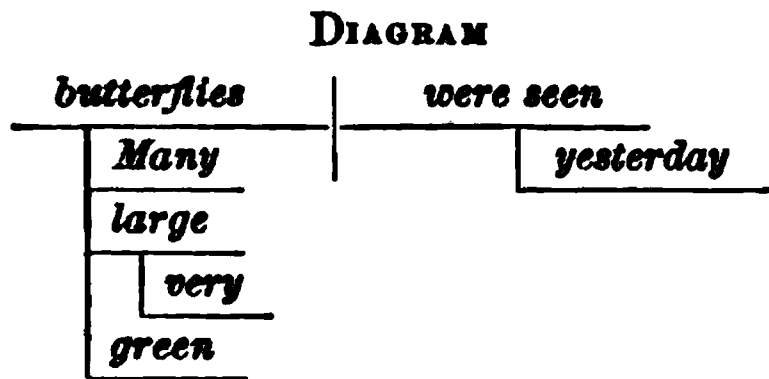 DIAGRAM
butterflies were seen
Many yesterday
large
very
green